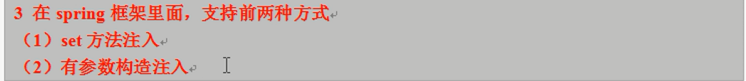 3 在 spring 框架里面，支持前两种方式
（1）set 方法注入
（2）有参数构造注入